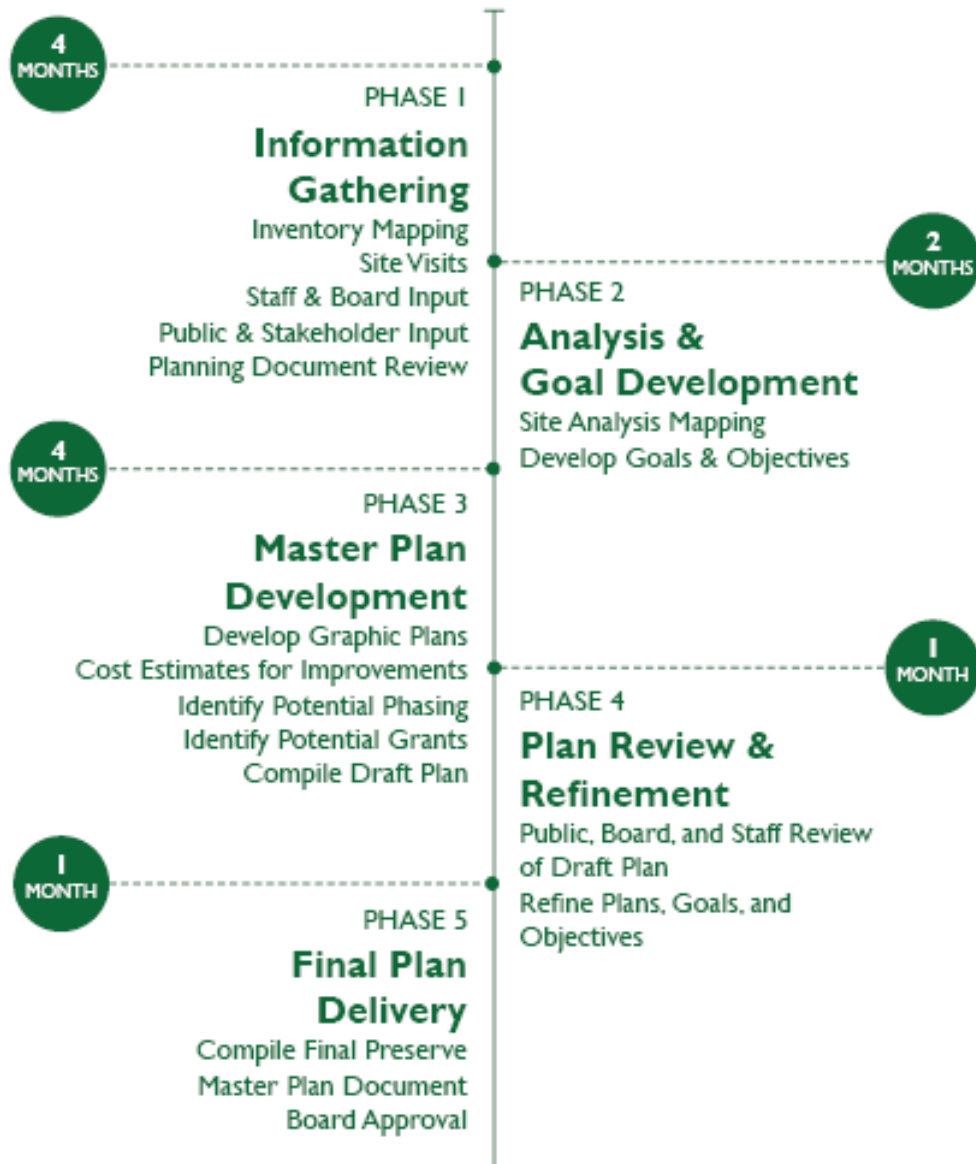 4
MONTHS
PHASE 1
Information
Gathering
Inventory Mapping
Site Visits
Staff & Board Input
Public & Stakeholder Input
Planning Document Review
2
MONTHS
PHASE 2
Analysis &
Goal Development
Site Analysis Mapping
Develop Goals & Objectives
4
MONTHS
PHASE 3
Master Plan
Development
Develop Graphic Plans
Cost Estimates for Improvements
Identify Potential Phasing
Identify Potential Grants
Compile Draft Plan
1
MONTH
PHASE 4
Plan Review &
Refinement
Public, Board, and Staff Review
of Draft Plan
Refine Plans, Goals, and
Objectives
1
MONTH
PHASE 5
Final Plan
Delivery
Compile Final Preserve
Master Plan Document
Board Approval